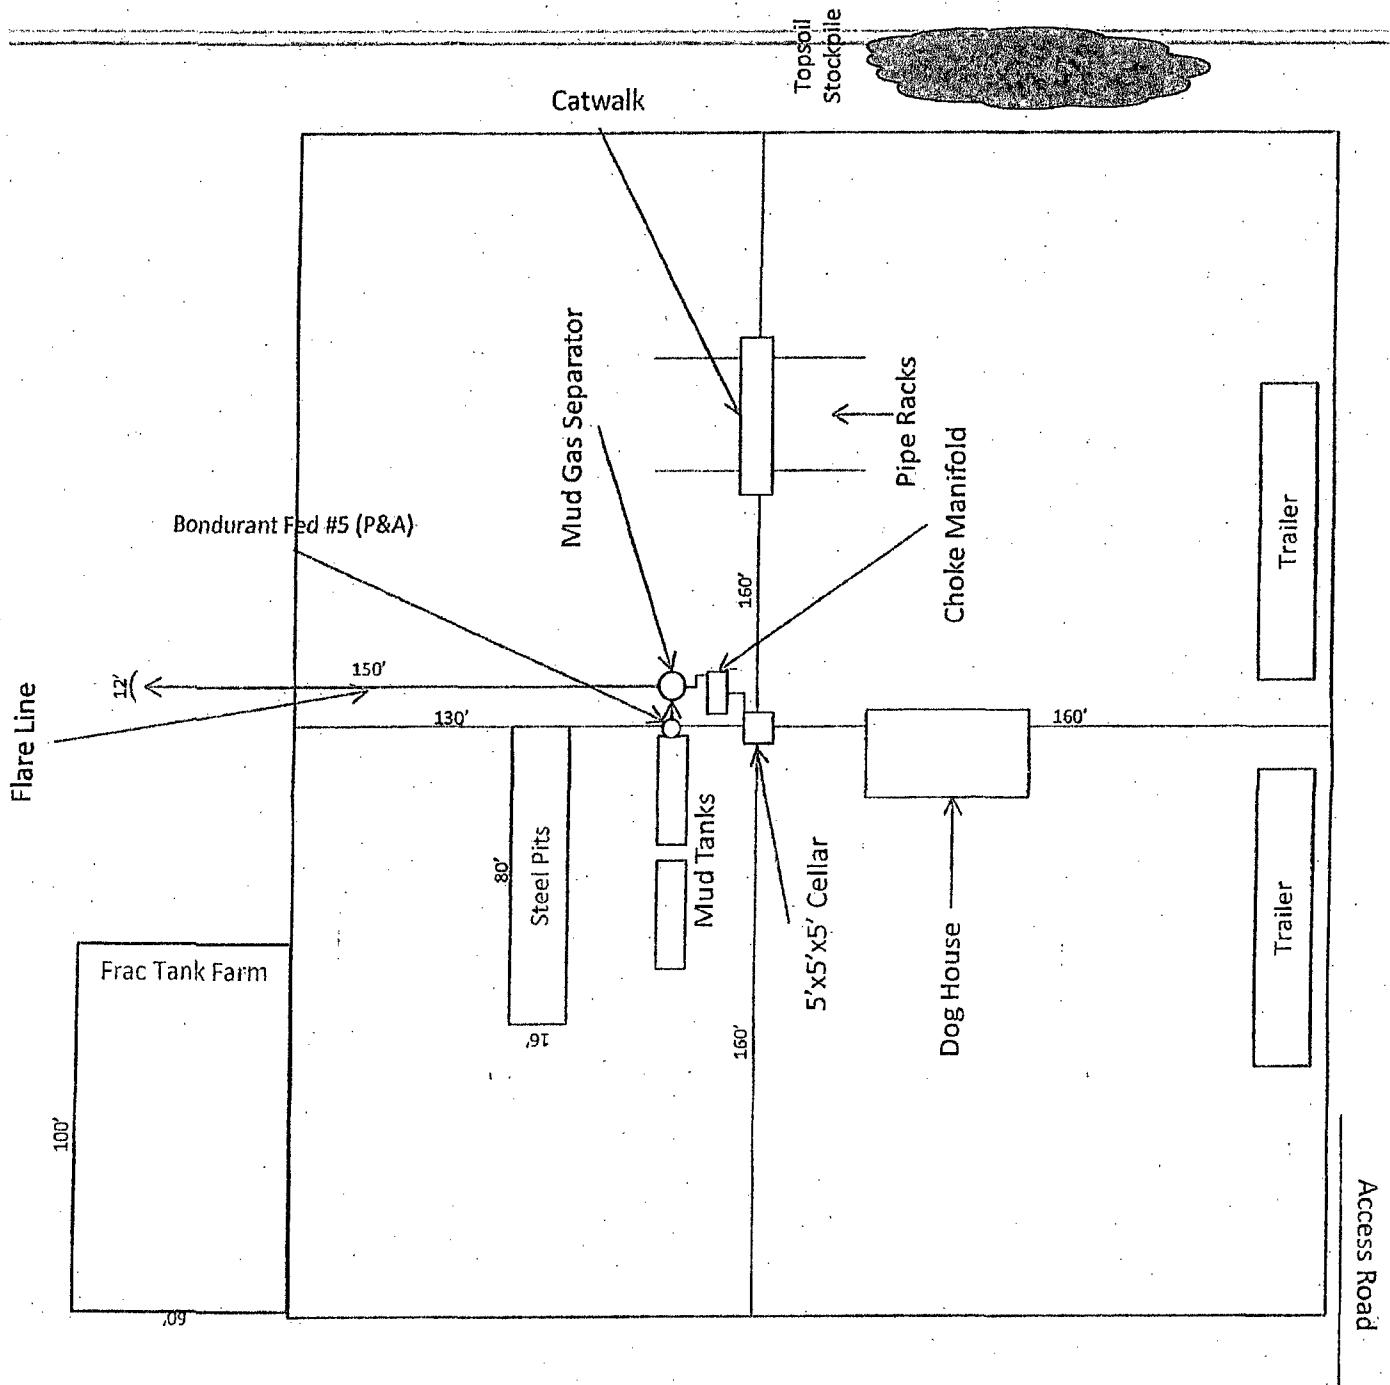 Topsoil
Stockpile
Catwalk
Mud Gas Separator
Pipe Racks
Choke Manifold
Bondurant Fed #5 (P&A)
Trailer
160'
12'
150'
Flare Line
130'
160'
80'
Steel Pits
Mud Tanks
5'x5'x5' Cellar
Dog House
Trailer
Frac Tank Farm
16'
160'
100'
60'
Access Road